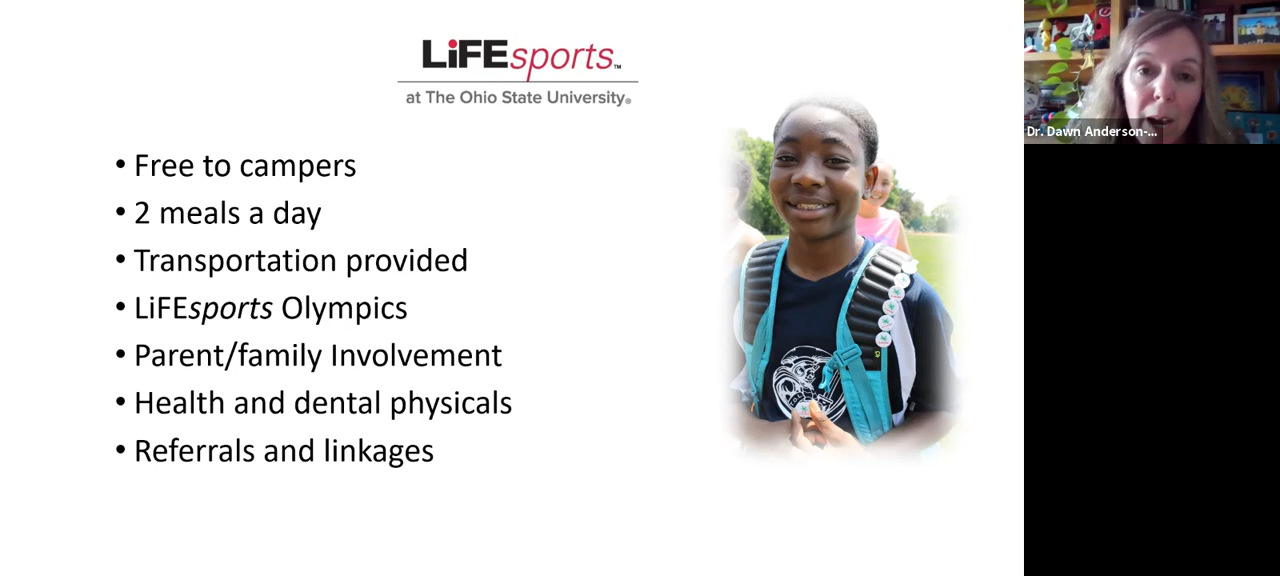 LiFEsports™
at The Ohio State University®
• Free to campers
• 2 meals a day
• Transportation provided
• LiFEsports Olympics
• Parent/family Involvement
• Health and dental physicals
• Referrals and linkages
Dr. Dawn Anderson-...